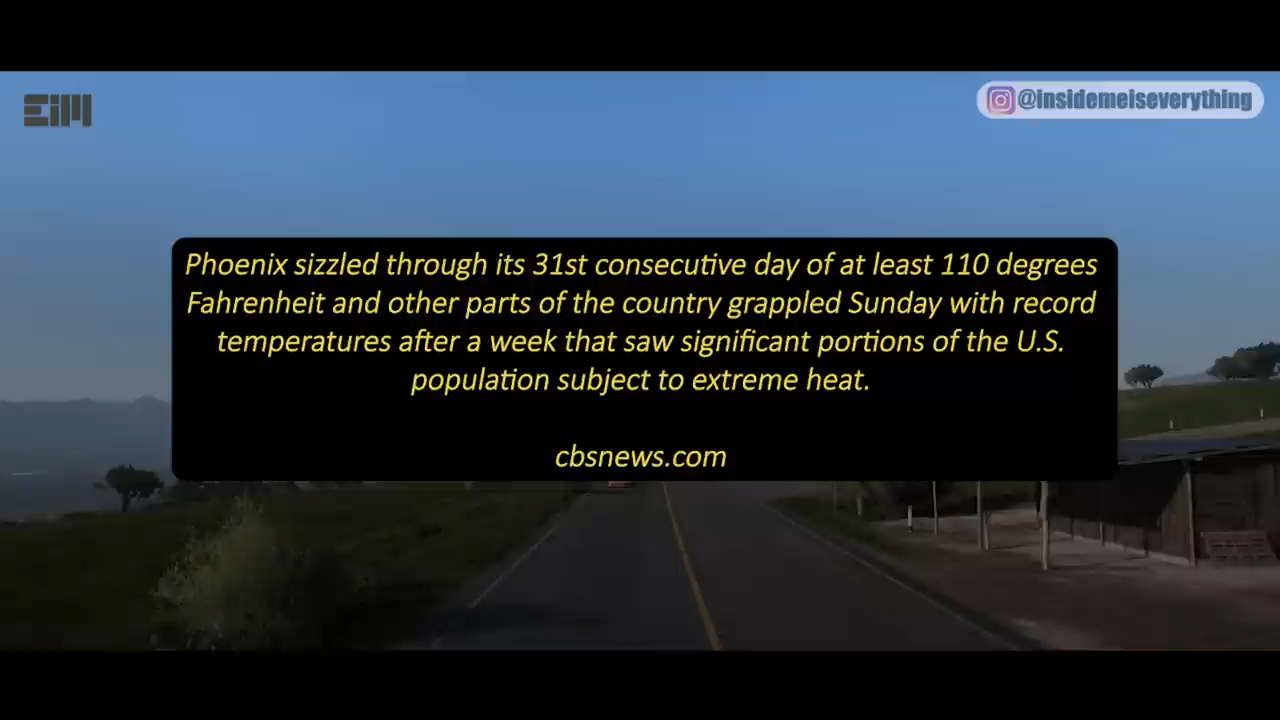 EiM
@insidemeiseverything
Phoenix sizzled through its 31st consecutive day of at least 110 degrees
Fahrenheit and other parts of the country grappled Sunday with record
temperatures after a week that saw significant portions of the U.S.
population subject to extreme heat.
cbsnews.com